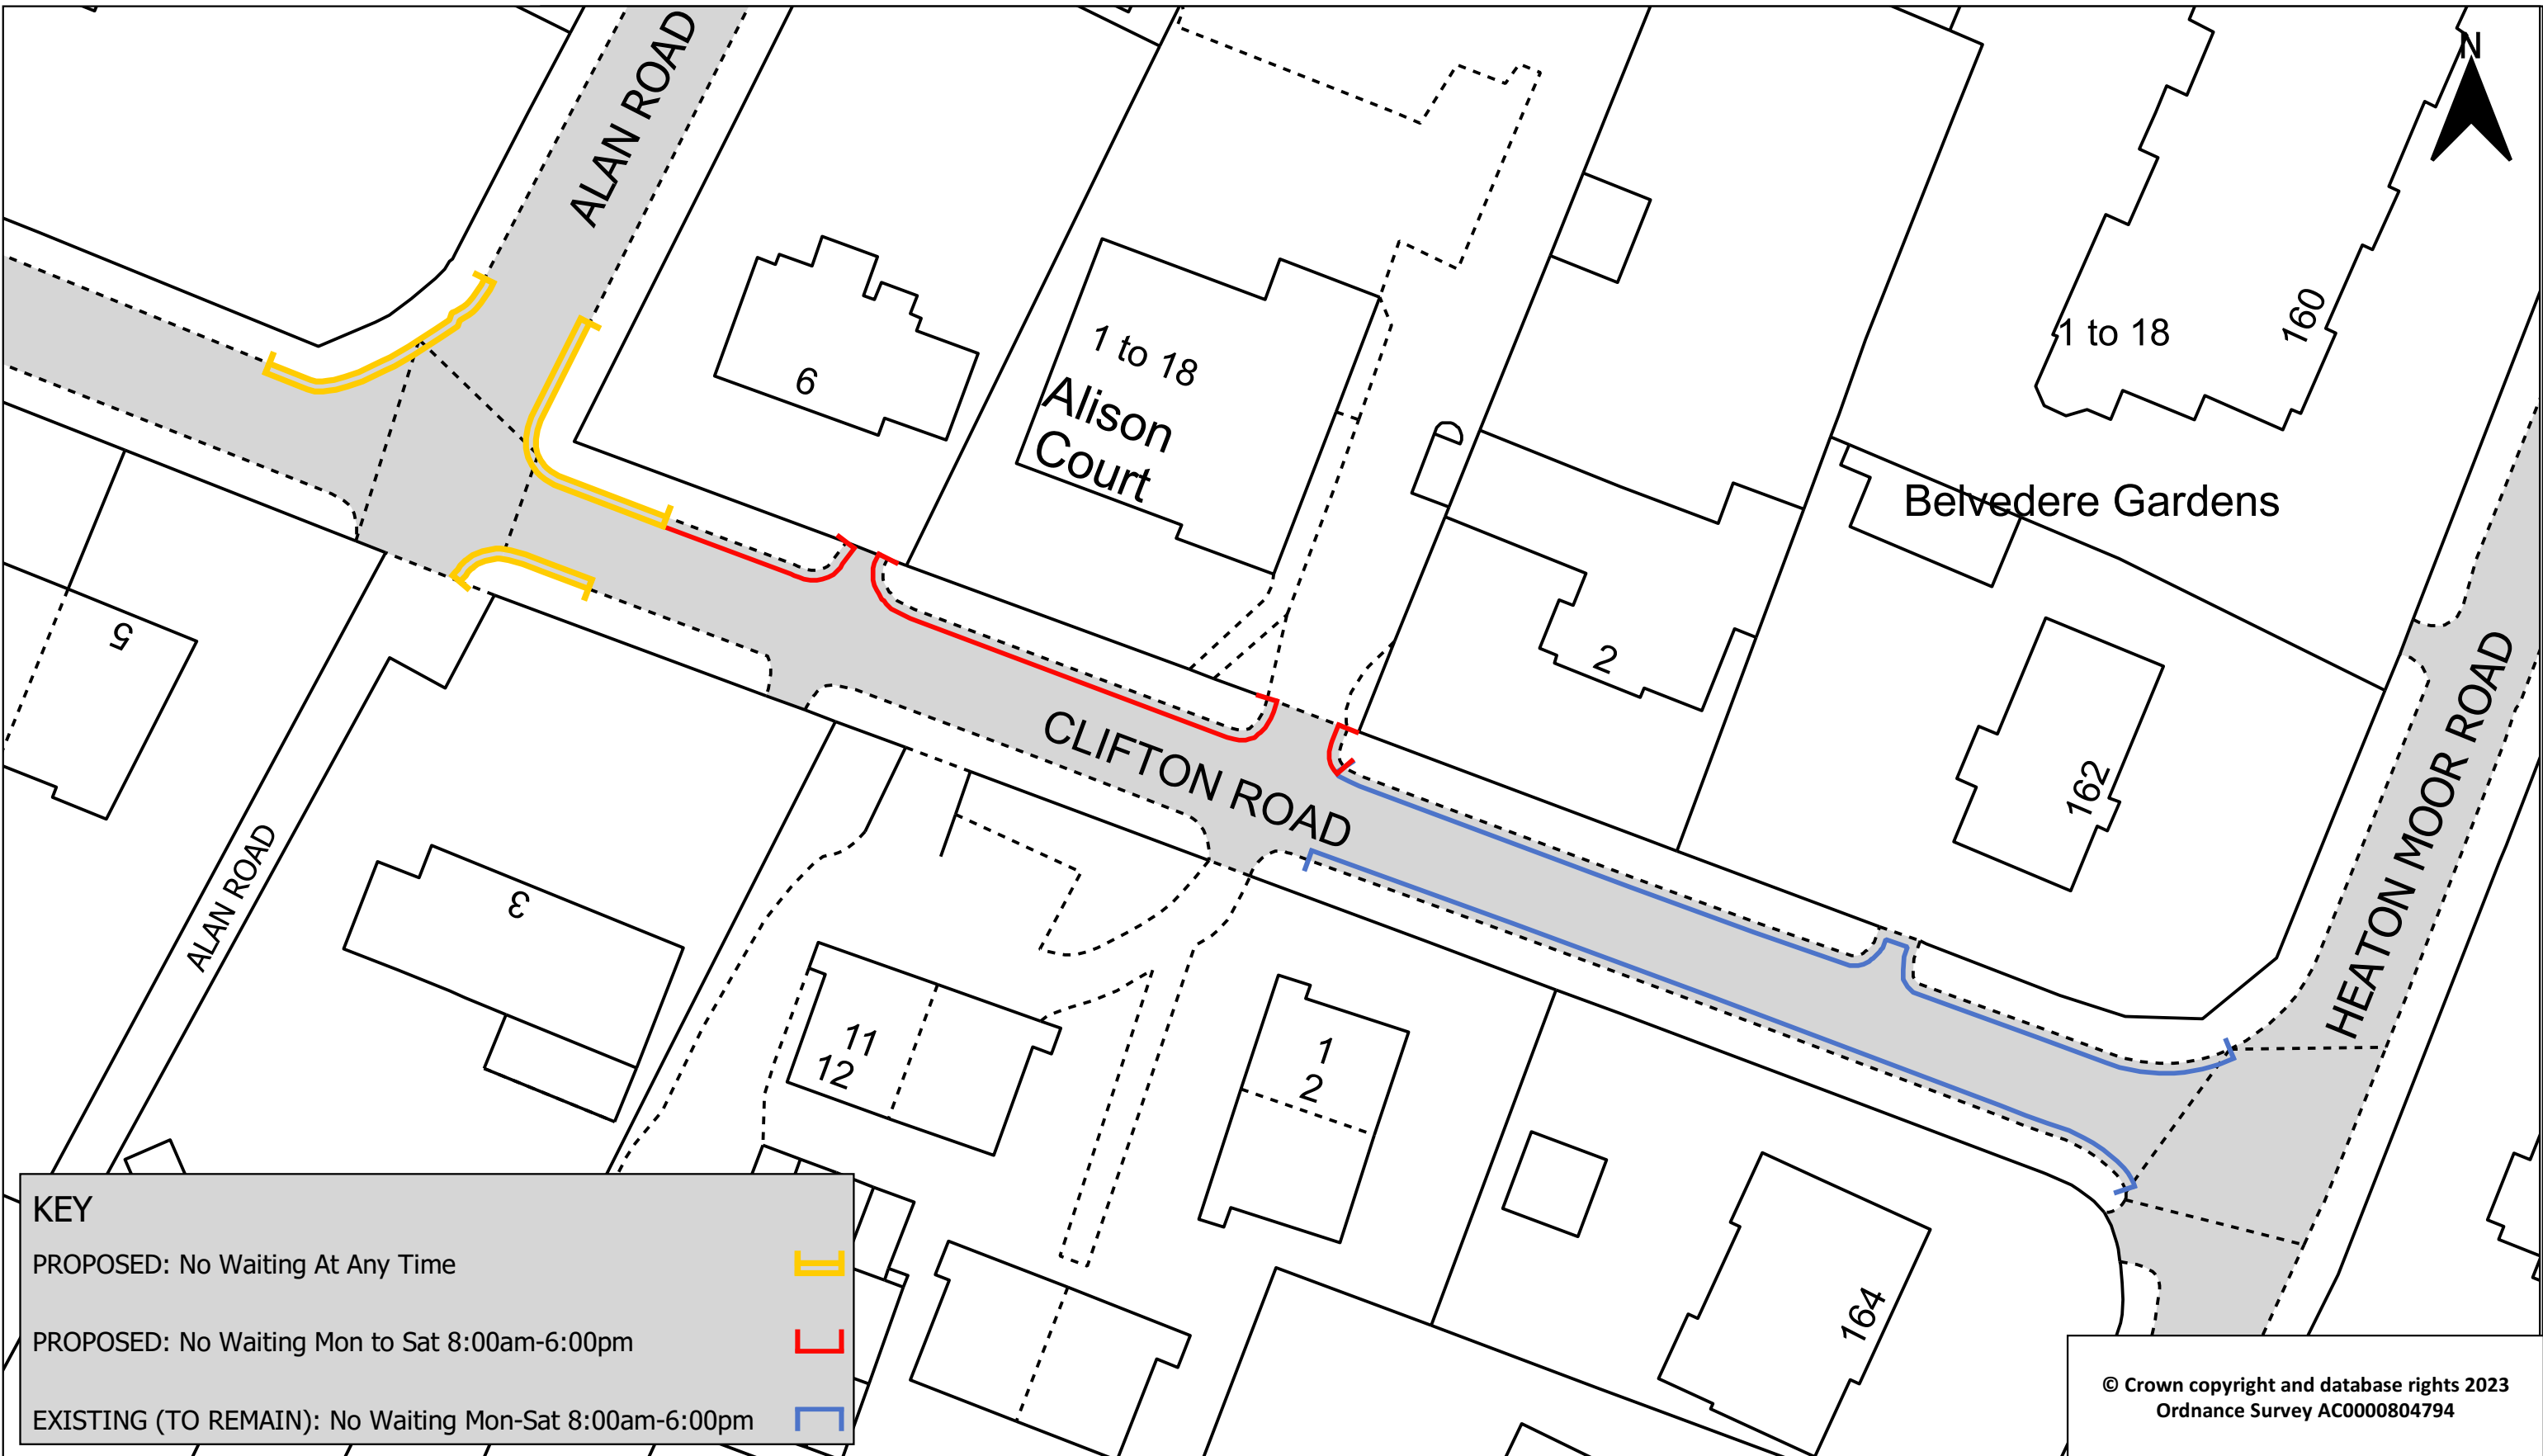 ALAN ROAD
N
1 to 18
160
1 to 18
Alison
Court
6
Belvedere Gardens
5
2
CLIFTON ROAD
162
HEATON MOOR ROAD
ALAN ROAD
3
11
12
1
2
164
KEY
PROPOSED: No Waiting At Any Time
PROPOSED: No Waiting Mon to Sat 8:00am-6:00pm
EXISTING (TO REMAIN): No Waiting Mon-Sat 8:00am-6:00pm
© Crown copyright and database rights 2023
Ordnance Survey AC0000804794